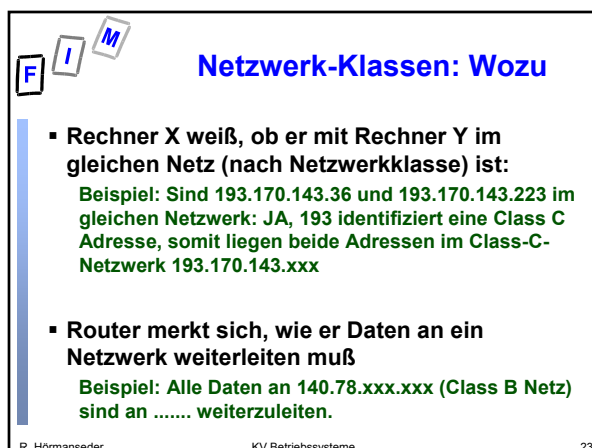 F I M
Netzwerk-Klassen: Wozu
▪ Rechner X weiß, ob er mit Rechner Y im
gleichen Netz (nach Netzwerkklasse) ist:
Beispiel: Sind 193.170.143.36 und 193.170.143.223 im
gleichen Netzwerk: JA, 193 identifiziert eine Class C
Adresse, somit liegen beide Adressen im Class-C-
Netzwerk 193.170.143.xxx
▪ Router merkt sich, wie er Daten an ein
Netzwerk weiterleiten muß
Beispiel: Alle Daten an 140.78.xxx.xxx (Class B Netz)
sind an ....... weiterzuleiten.
R. Hörmanseder KV Betriebssysteme 23